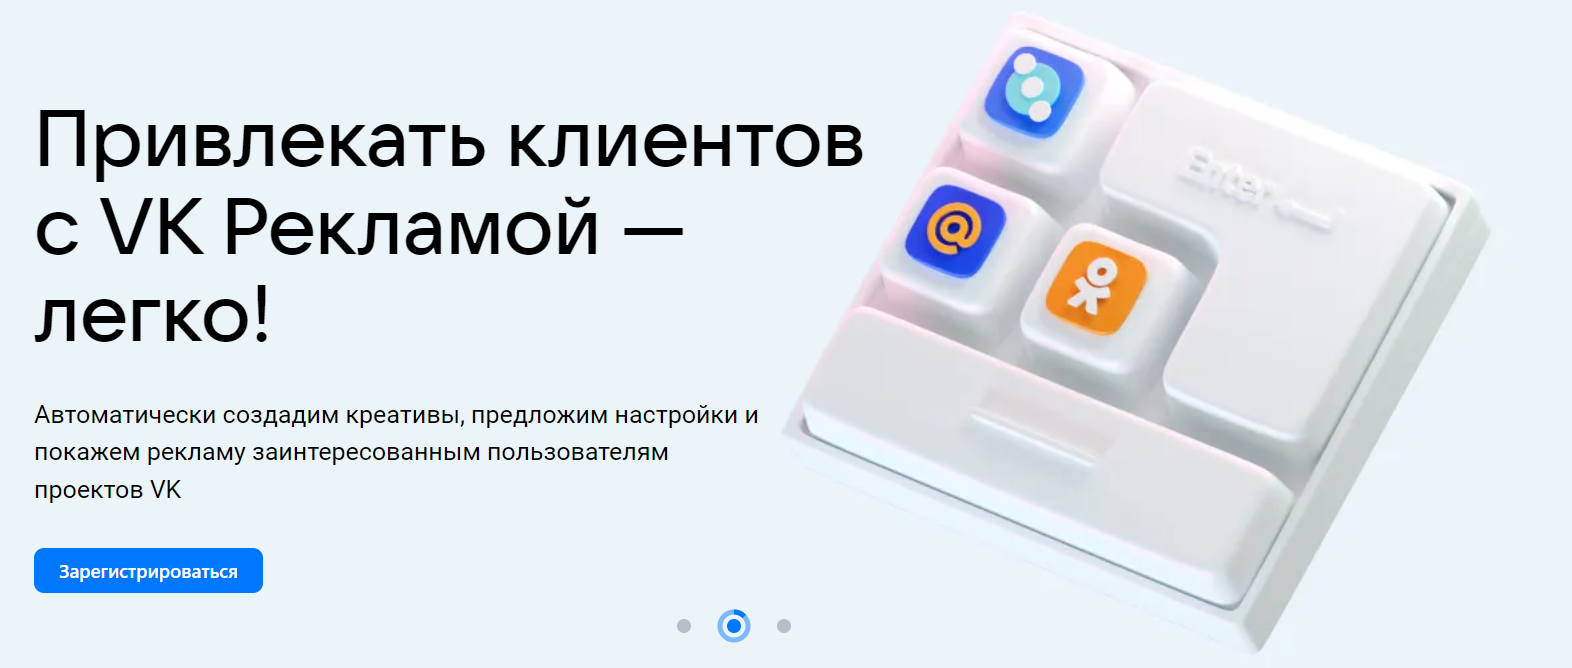 Привлекать клиентов
с VK Рекламой —
легко!
Автоматически создадим креативы, предложим настройки и
покажем рекламу заинтересованным пользователям
проектов VK
Зарегистрироваться
Enter